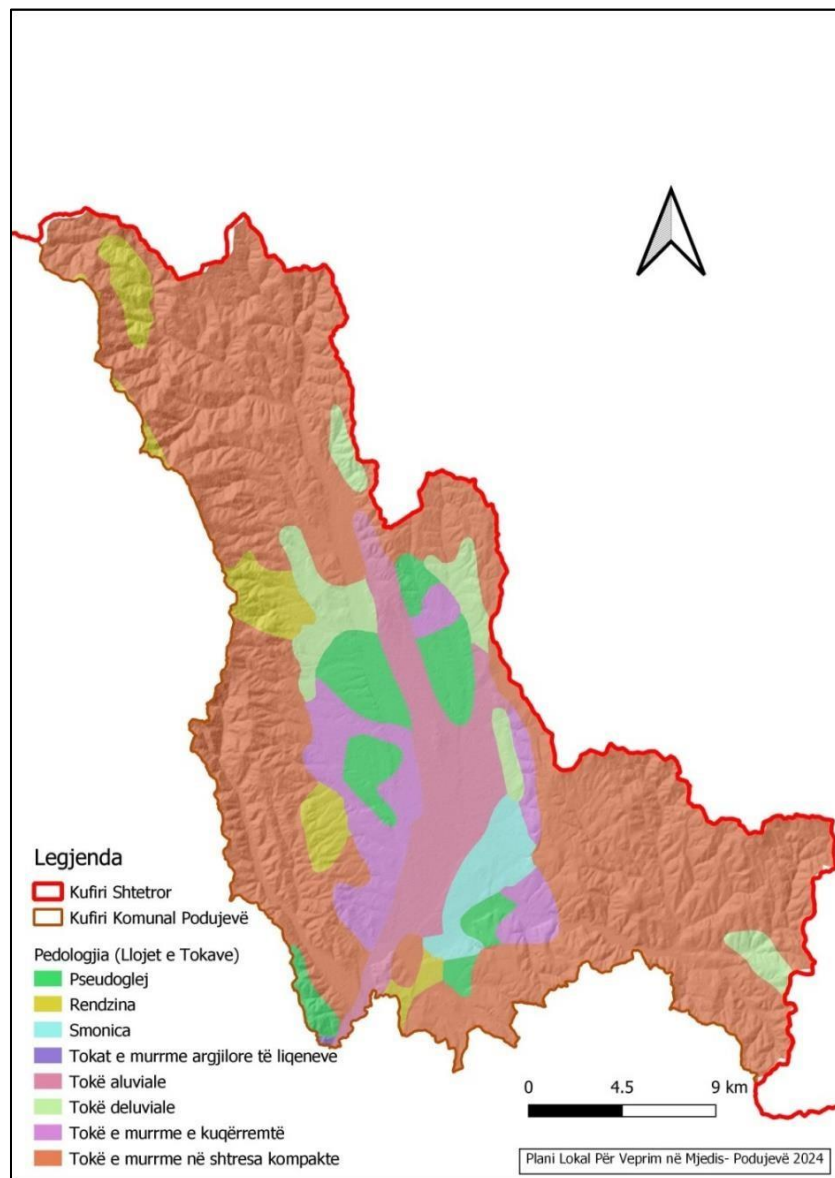 Legjenda
Kufiri Shtetror
Kufiri Komunal Podujevë
Pedologjia (Llojet e Tokave)
Pseudoglej
Rendzina
Smonica
Tokat e murrme argjilore të liqeneve
Tokë aluviale
Tokë deluviale
Tokë e murrme e kuqërremtë
Tokë e murrme në shtresa kompakte
0 4.5 9 km
Plani Lokal Për Veprim në Mjedis- Podujevë 2024